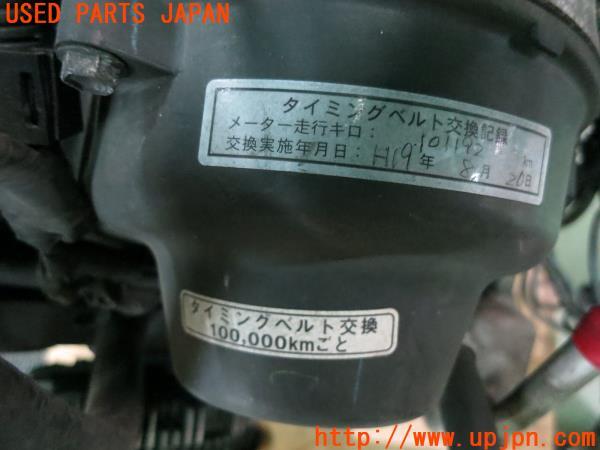 USED PARTS JAPAN
タイミングベルト交換記録
メーター走行キロ: 101192 km
交換実施年月日: H19年 8月 20日
タイミングベルト交換
100,000kmごと
http://www.upjpn.com